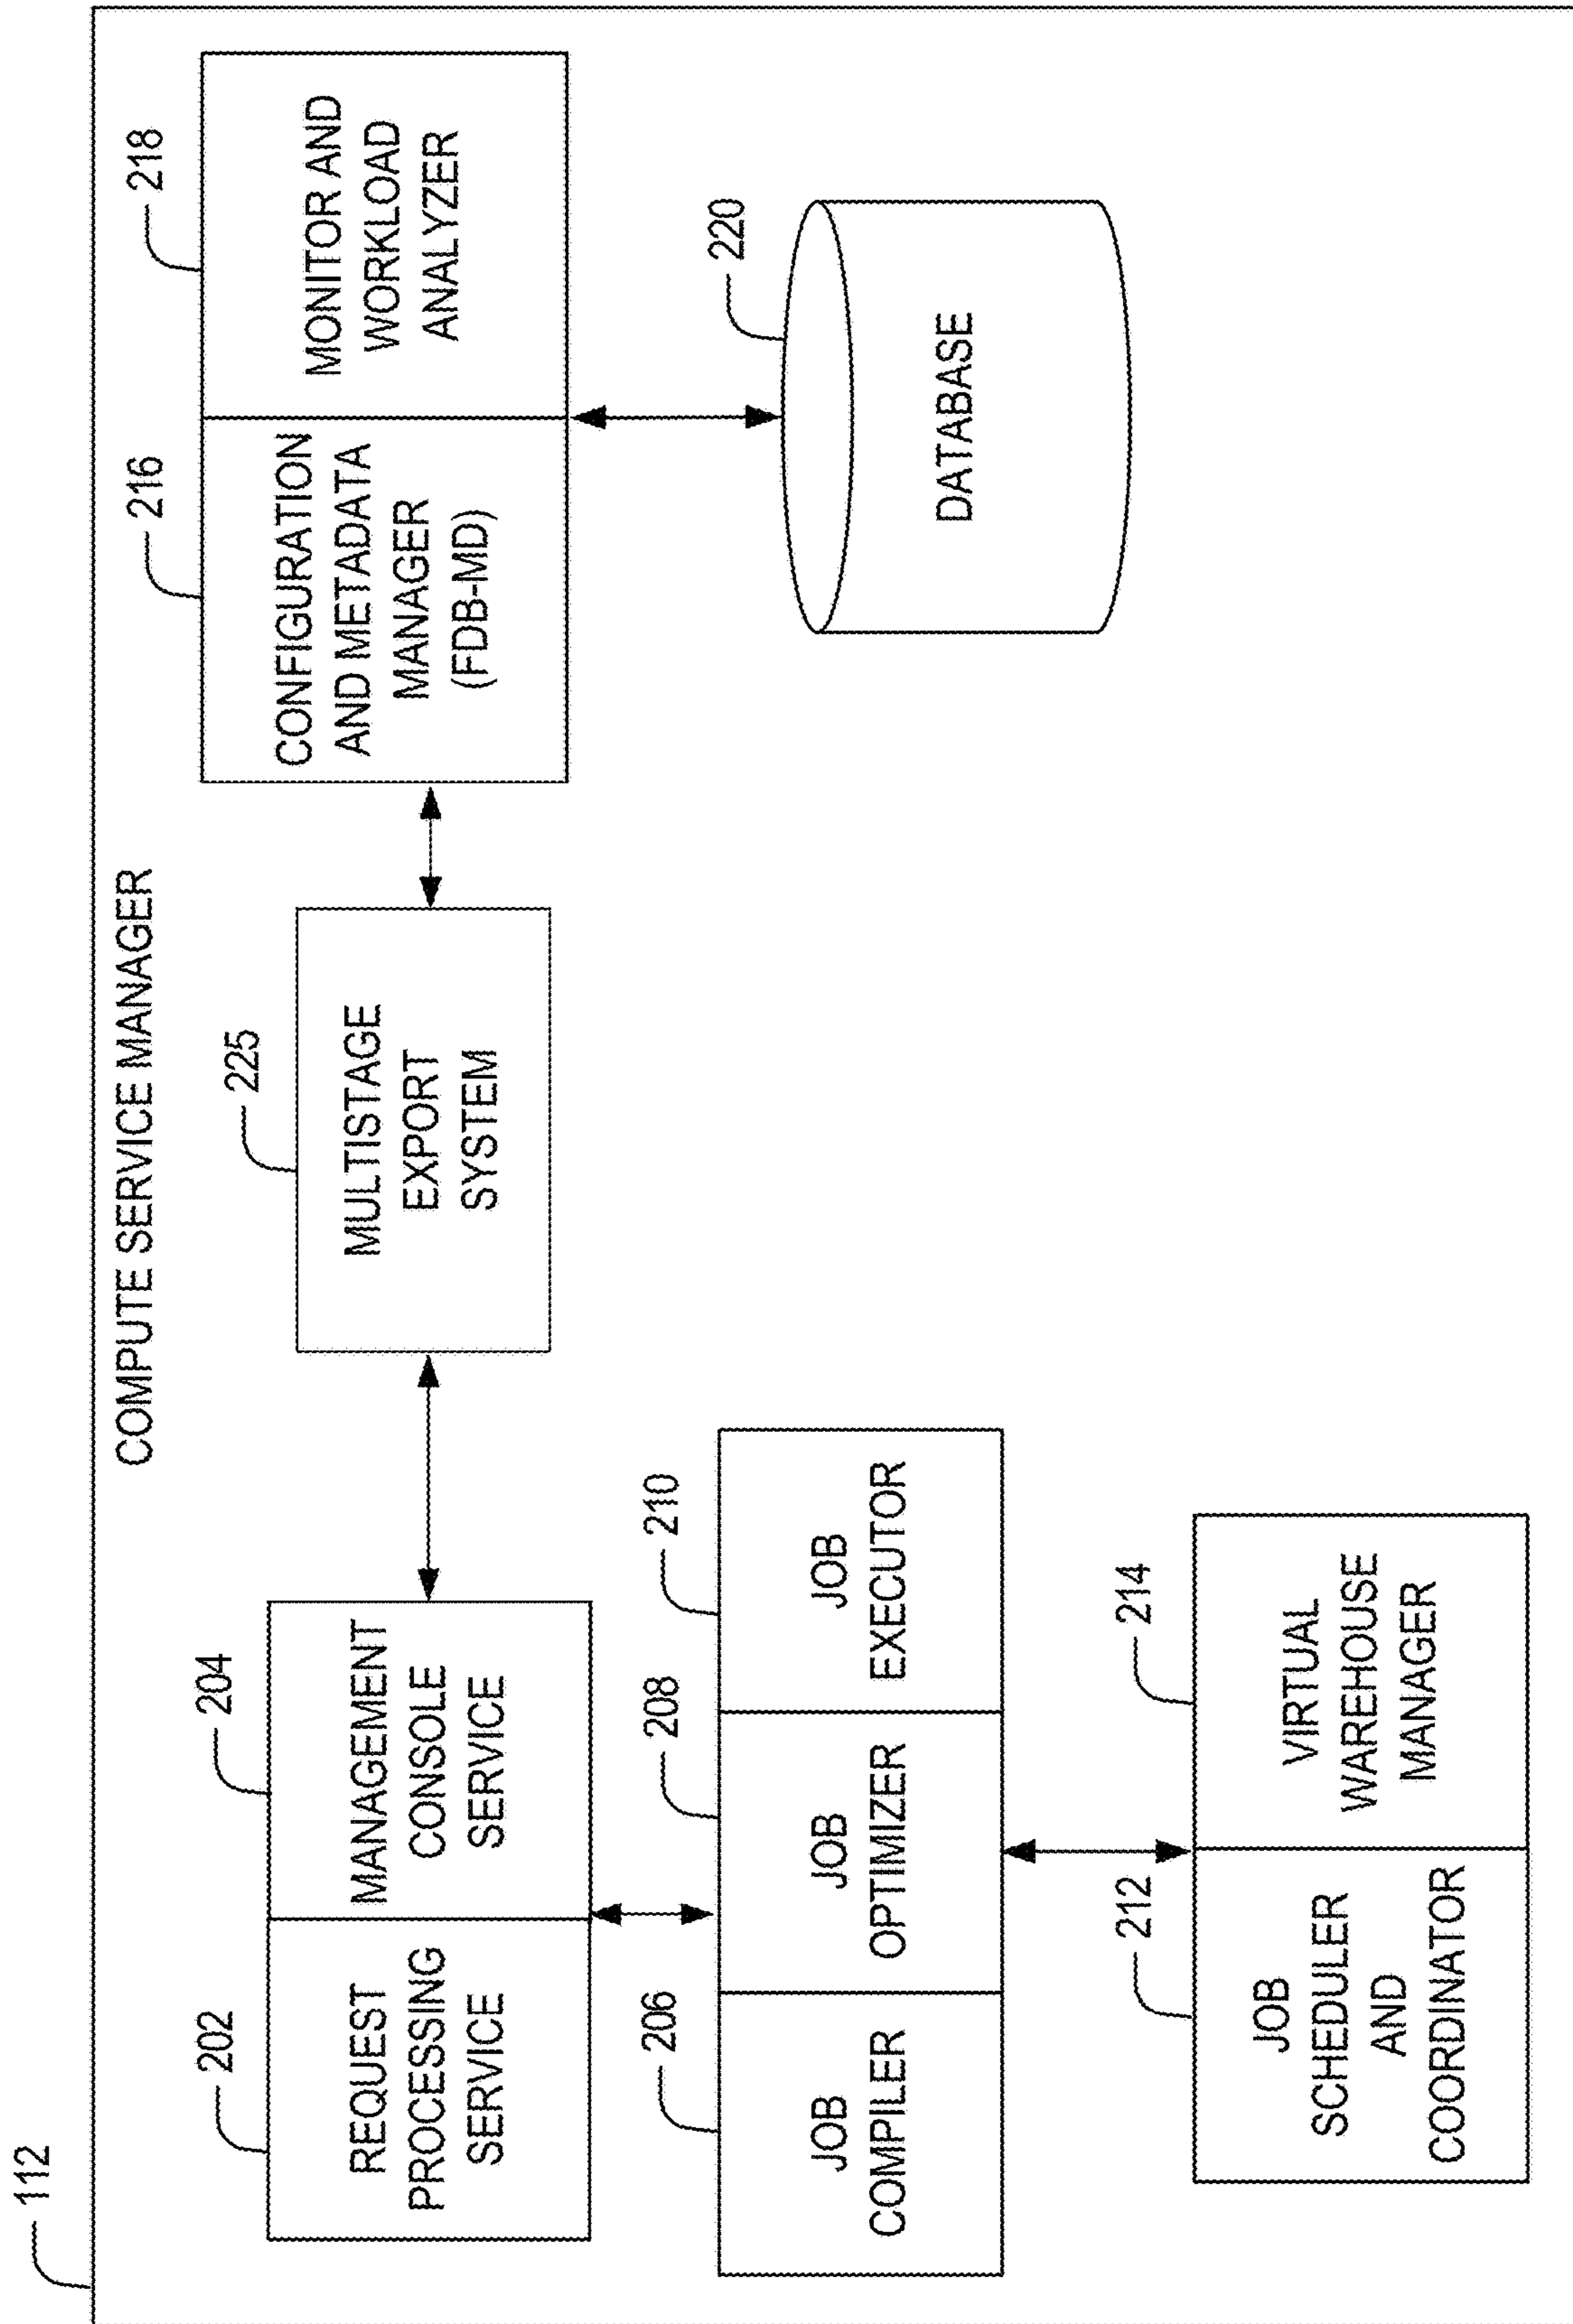 112
COMPUTE SERVICE MANAGER
202
REQUEST
PROCESSING
SERVICE
204
MANAGEMENT
CONSOLE
SERVICE
225
MULTISTAGE
EXPORT
SYSTEM
216
CONFIGURATION
AND METADATA
MANAGER
(FDB-MD)
218
MONITOR AND
WORKLOAD
ANALYZER
206
JOB
COMPILER
208
JOB
OPTIMIZER
210
JOB
EXECUTOR
220
DATABASE
212
JOB
SCHEDULER
AND
COORDINATOR
214
VIRTUAL
WAREHOUSE
MANAGER